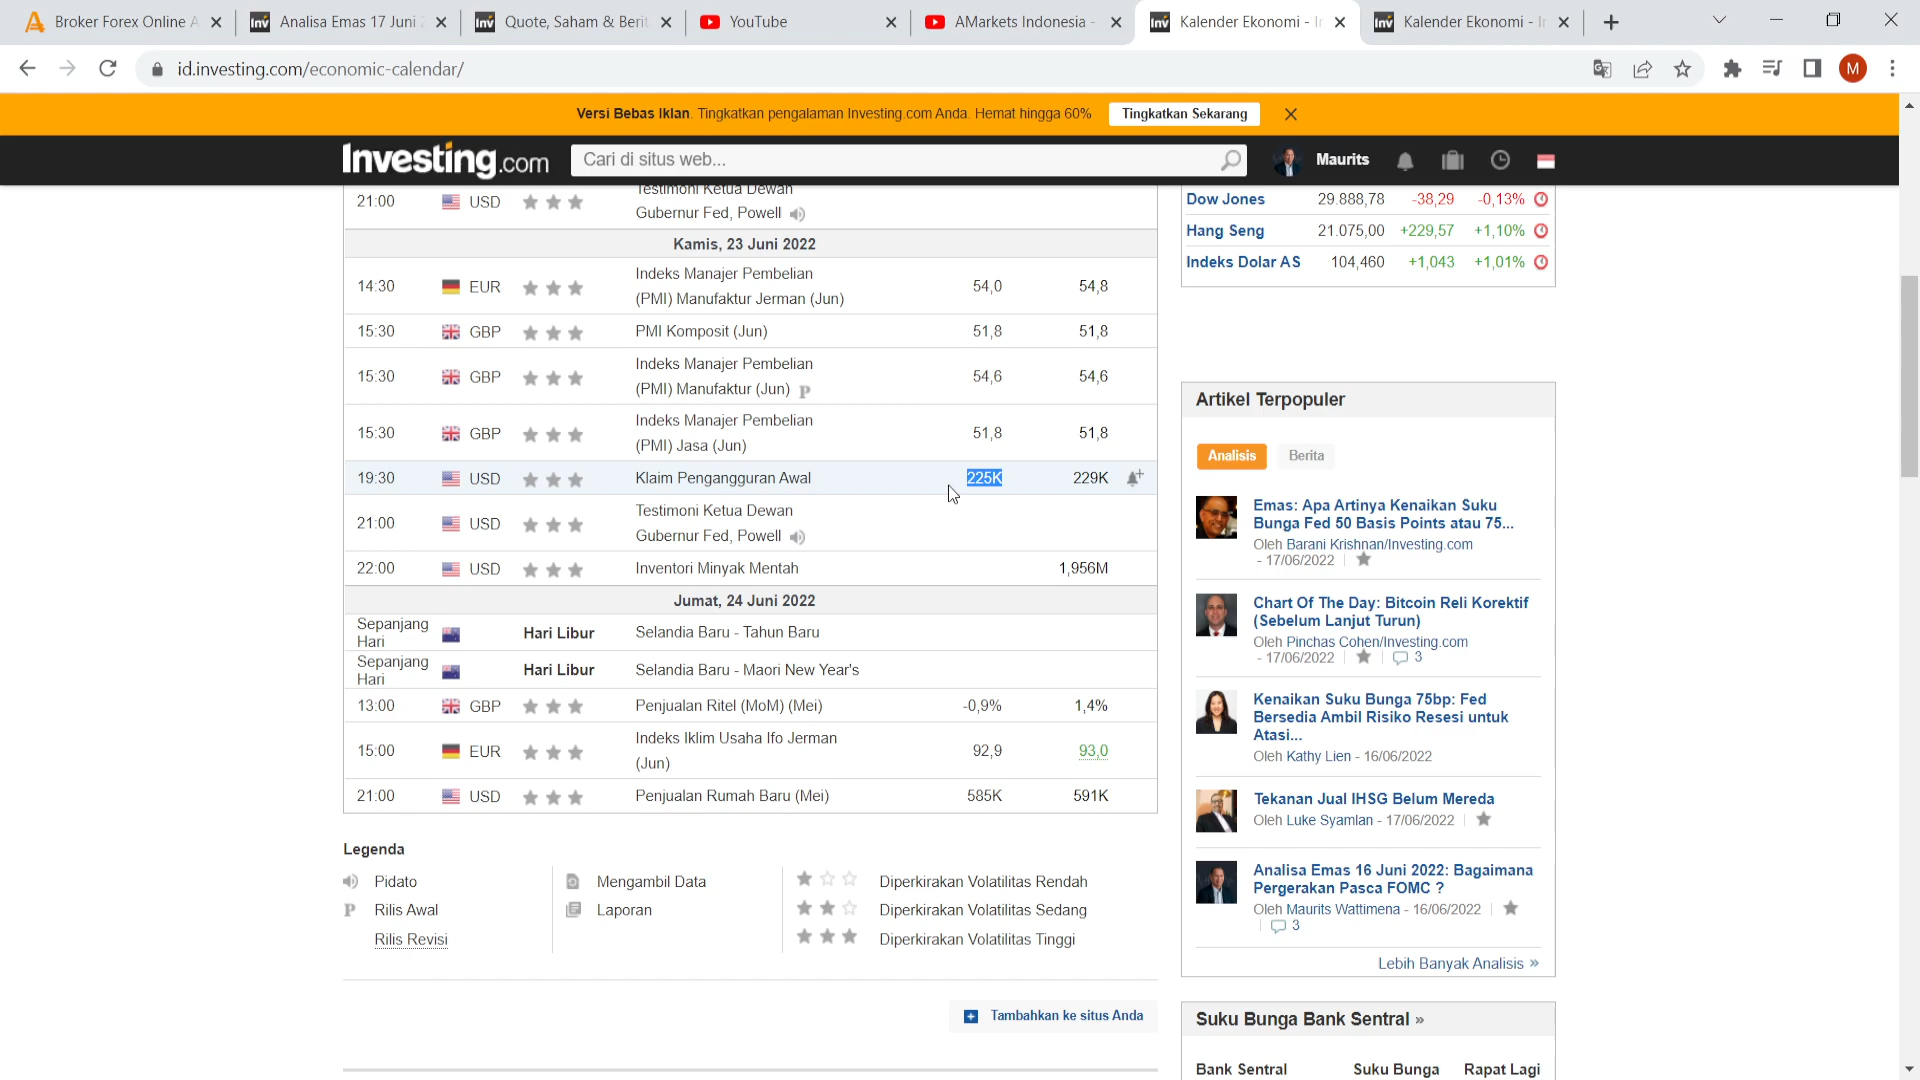 Broker Forex Online A
Analisa Emas 17 Juni 2
Quote, Saham & Berit
YouTube
AMarkets Indonesia -
Kalender Ekonomi - In
Kalender Ekonomi - In
id.investing.com/economic-calendar/
M
Versi Bebas Iklan. Tingkatkan pengalaman Investing.com Anda. Hemat hingga 60% Tingkatkan Sekarang
Investing.com
Cari di situs web...
Maurits
21:00 USD Testimoni Ketua Dewan
Gubernur Fed, Powell
Kamis, 23 Juni 2022
14:30 EUR Indeks Manajer Pembelian
(PMI) Manufaktur Jerman (Jun) 54,0 54,8
15:30 GBP PMI Komposit (Jun) 51,8 51,8
15:30 GBP Indeks Manajer Pembelian
(PMI) Manufaktur (Jun) P 54,6 54,6
15:30 GBP Indeks Manajer Pembelian
(PMI) Jasa (Jun) 51,8 51,8
19:30 USD Klaim Pengangguran Awal 225K 229K
21:00 USD Testimoni Ketua Dewan
Gubernur Fed, Powell
22:00 USD Inventori Minyak Mentah 1,956M
Jumat, 24 Juni 2022
Sepanjang
Hari Hari Libur Selandia Baru - Tahun Baru
Sepanjang
Hari Hari Libur Selandia Baru - Maori New Year's
13:00 GBP Penjualan Ritel (MoM) (Mei) -0,9% 1,4%
15:00 EUR Indeks Iklim Usaha Ifo Jerman
(Jun) 92,9 93,0
21:00 USD Penjualan Rumah Baru (Mei) 585K 591K
Legenda
Pidato
P Rilis Awal
Rilis Revisi
Mengambil Data
Laporan
Diperkirakan Volatilitas Rendah
Diperkirakan Volatilitas Sedang
Diperkirakan Volatilitas Tinggi
Tambahkan ke situs Anda
Dow Jones 29.888,78 -38,29 -0,13%
Hang Seng 21.075,00 +229,57 +1,10%
Indeks Dolar AS 104,460 +1,043 +1,01%
Artikel Terpopuler
Analisis Berita
Emas: Apa Artinya Kenaikan Suku
Bunga Fed 50 Basis Points atau 75...
Oleh Barani Krishnan/Investing.com
- 17/06/2022
Chart Of The Day: Bitcoin Reli Korektif
(Sebelum Lanjut Turun)
Oleh Pinchas Cohen/Investing.com
- 17/06/2022 3
Kenaikan Suku Bunga 75bp: Fed
Bersedia Ambil Risiko Resesi untuk
Atasi...
Oleh Kathy Lien - 16/06/2022
Tekanan Jual IHSG Belum Mereda
Oleh Luke Syamlan - 17/06/2022
Analisa Emas 16 Juni 2022: Bagaimana
Pergerakan Pasca FOMC ?
Oleh Maurits Wattimena - 16/06/2022
3
Lebih Banyak Analisis »
Suku Bunga Bank Sentral »
Bank Sentral Suku Bunga Rapat Lagi